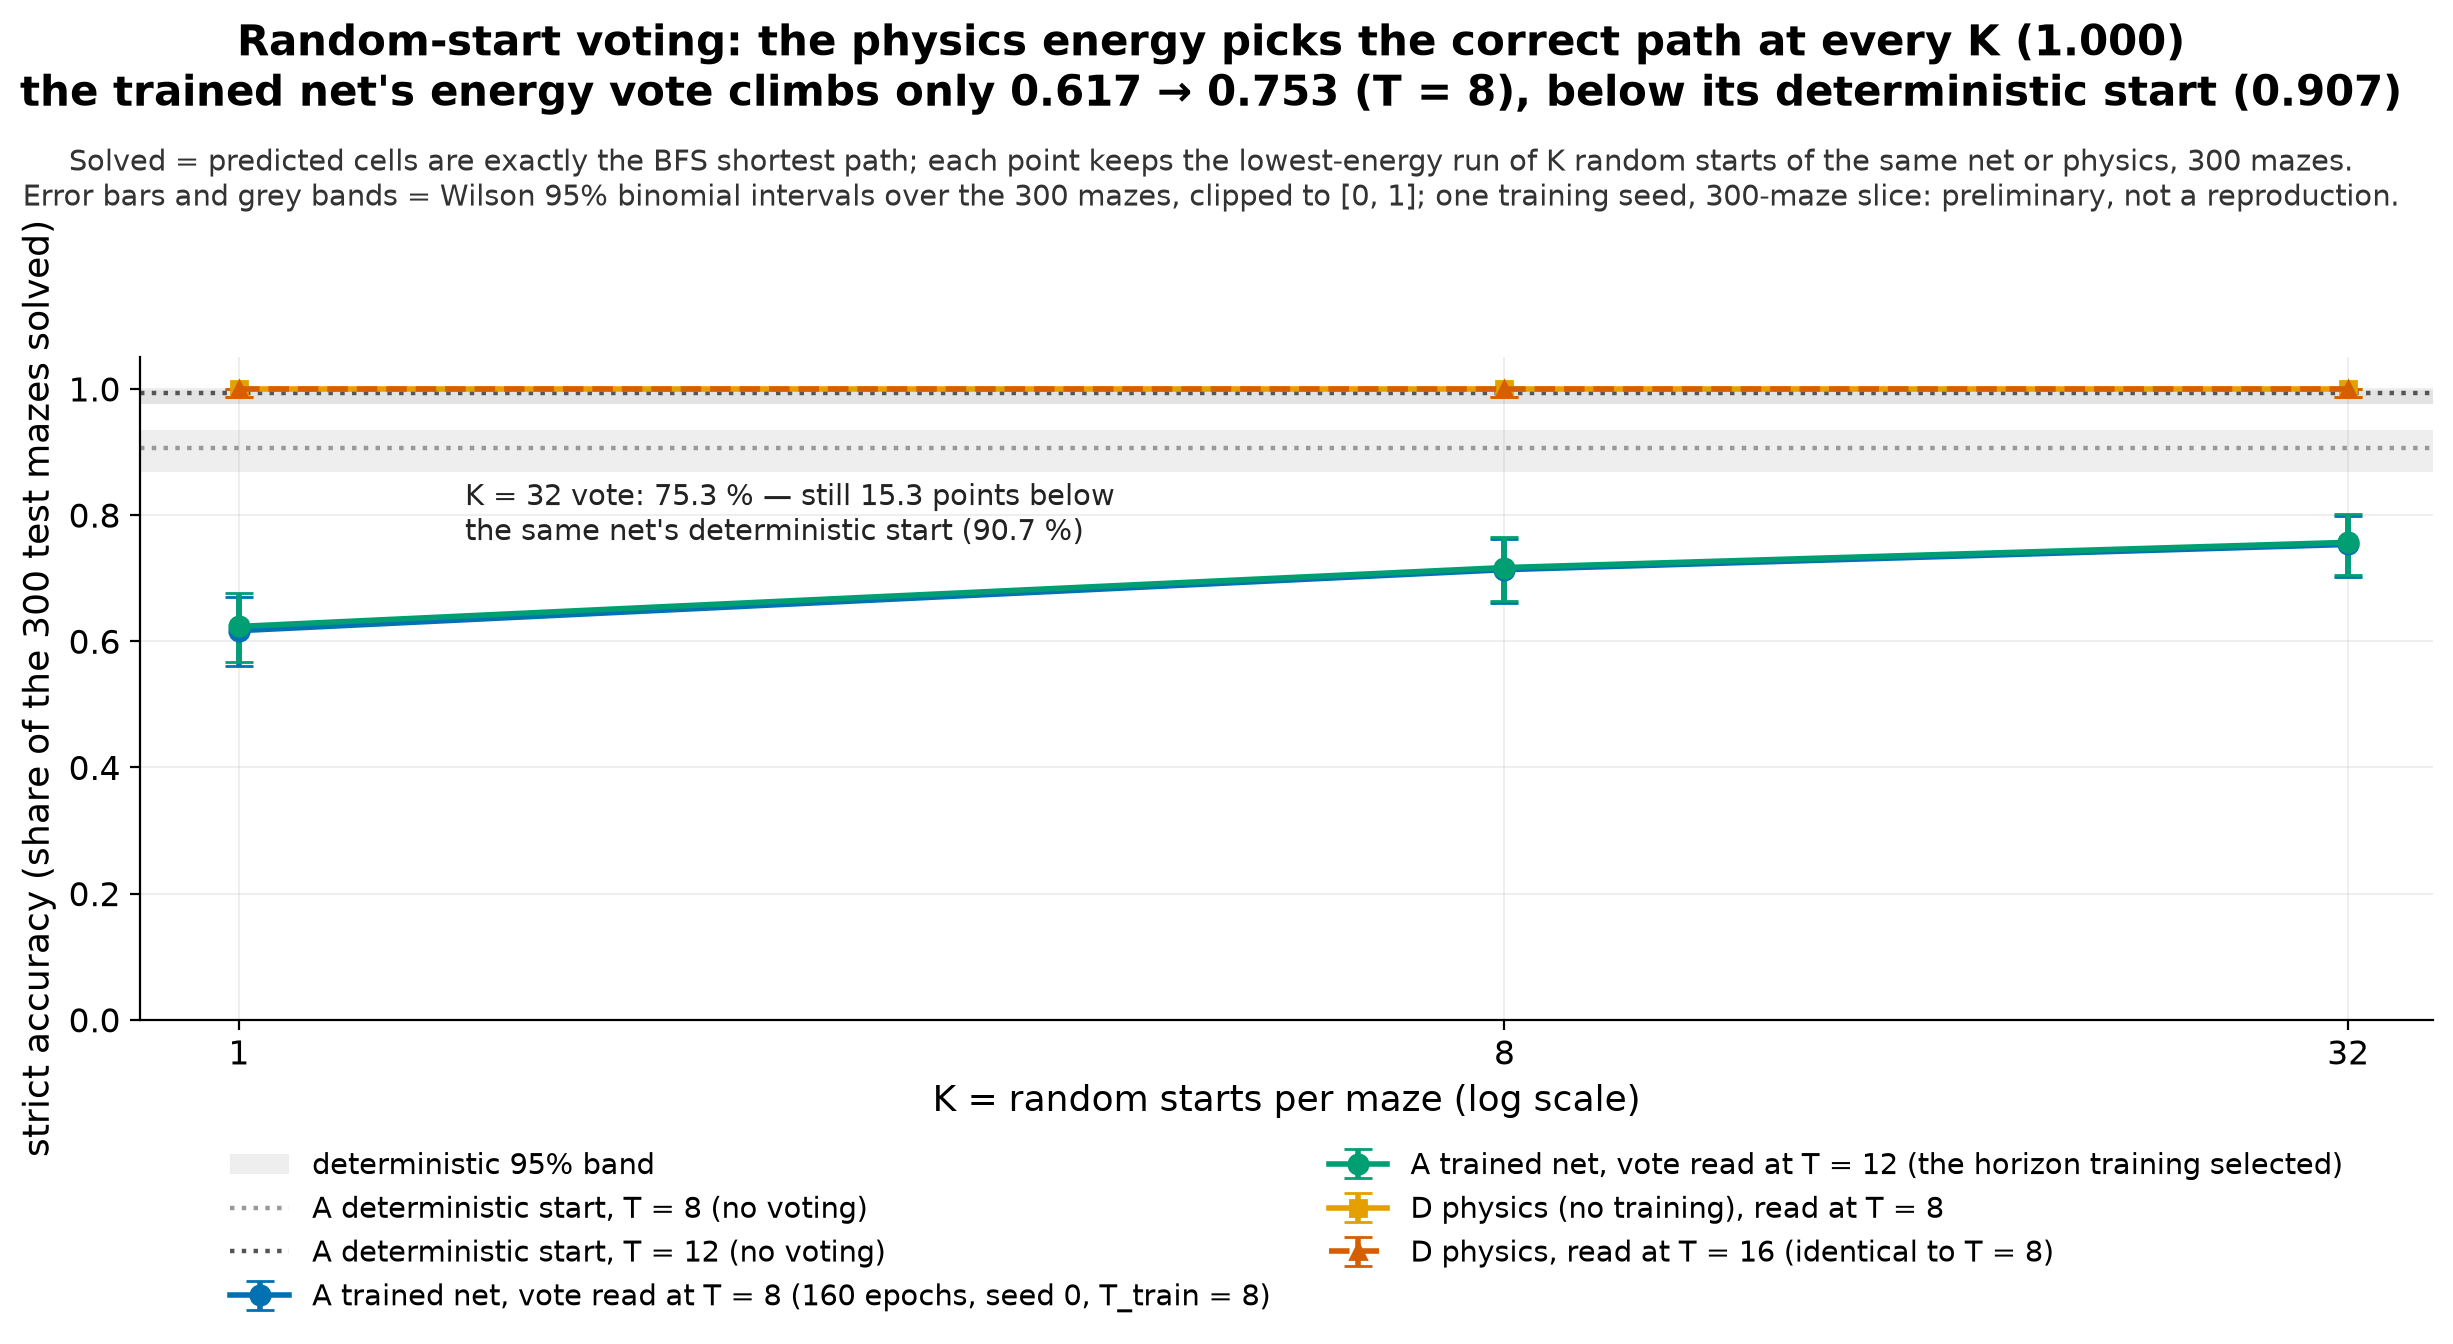 Random-start voting: the physics energy picks the correct path at every K (1.000)
the trained net's energy vote climbs only 0.617 → 0.753 (T = 8), below its deterministic start (0.907)
Solved = predicted cells are exactly the BFS shortest path; each point keeps the lowest-energy run of K random starts of the same net or physics, 300 mazes.
Error bars and grey bands = Wilson 95% binomial intervals over the 300 mazes, clipped to [0, 1]; one training seed, 300-maze slice: preliminary, not a reproduction.
strict accuracy (share of the 300 test mazes solved)
1.0
0.8
0.6
0.4
0.2
0.0
K = 32 vote: 75.3 % — still 15.3 points below
the same net's deterministic start (90.7 %)
1
8
32
K = random starts per maze (log scale)
deterministic 95% band
A deterministic start, T = 8 (no voting)
A deterministic start, T = 12 (no voting)
A trained net, vote read at T = 8 (160 epochs, seed 0, T_train = 8)
A trained net, vote read at T = 12 (the horizon training selected)
D physics (no training), read at T = 8
D physics, read at T = 16 (identical to T = 8)